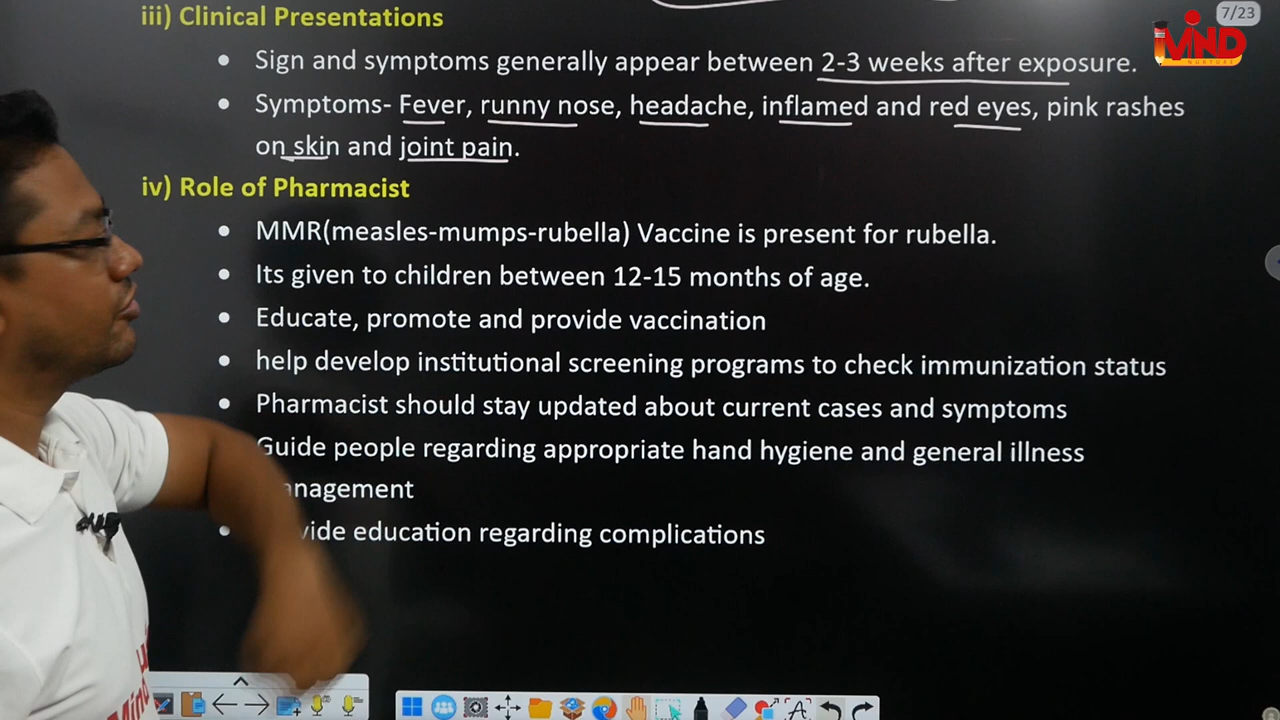 iii) Clinical Presentations
7/23
MIND
NURTURE
• Sign and symptoms generally appear between 2-3 weeks after exposure.
• Symptoms- Fever, runny nose, headache, inflamed and red eyes, pink rashes
on skin and joint pain.
iv) Role of Pharmacist
• MMR(measles-mumps-rubella) Vaccine is present for rubella.
• Its given to children between 12-15 months of age.
• Educate, promote and provide vaccination
• help develop institutional screening programs to check immunization status
• Pharmacist should stay updated about current cases and symptoms
Guide people regarding appropriate hand hygiene and general illness
anagement
• vide education regarding complications
Mind